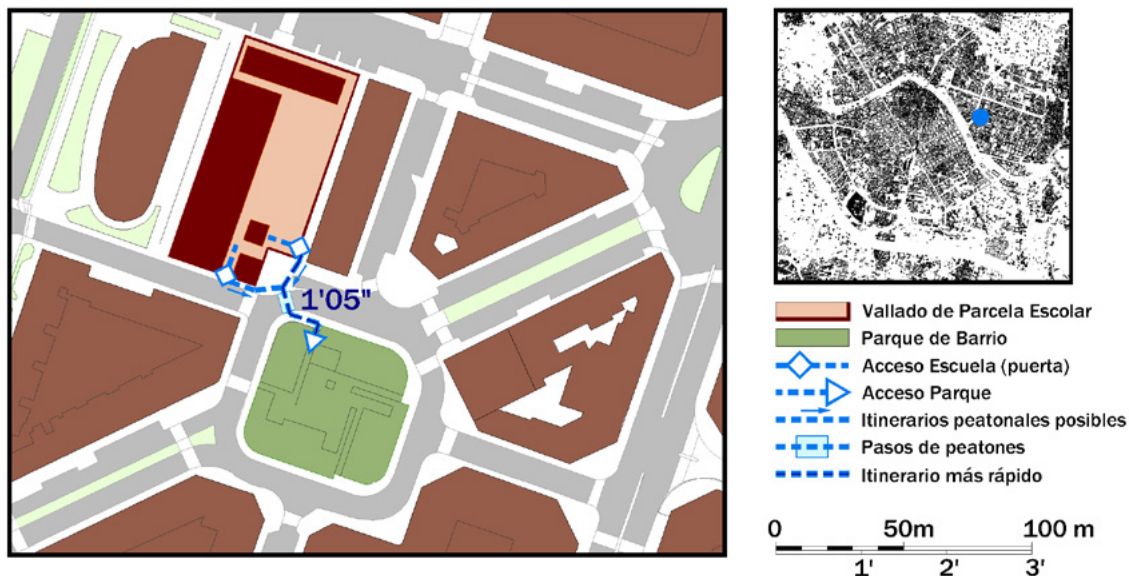 1'05"
Vallado de Parcela Escolar
Parque de Barrio
Acceso Escuela (puerta)
Acceso Parque
Itinerarios peatonales posibles
Pasos de peatones
Itinerario más rápido
0 50m 100 m
1' 2' 3'